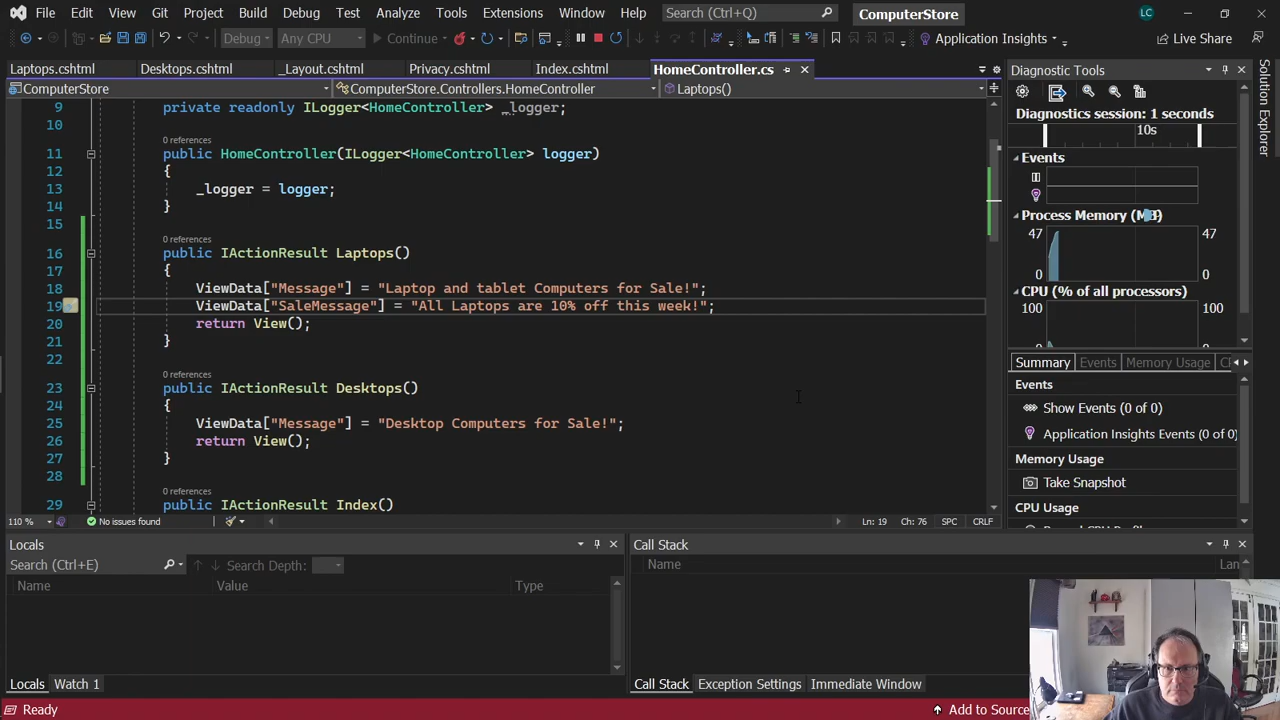 File Edit View Git Project Build Debug Test Analyze Tools Extensions Window Help Search (Ctrl+Q) ComputerStore LC
Debug Any CPU Continue Application Insights Live Share
Laptops.cshtml Desktops.cshtml _Layout.cshtml Privacy.cshtml Index.cshtml HomeController.cs
ComputerStore ComputerStore.Controllers.HomeController Laptops()
9 private readonly ILogger<HomeController> _logger;
10
0 references
11 public HomeController(ILogger<HomeController> logger)
12 {
13 _logger = logger;
14 }
15
0 references
16 public IActionResult Laptops()
17 {
18 ViewData["Message"] = "Laptop and tablet Computers for Sale!";
19 ViewData["SaleMessage"] = "All Laptops are 10% off this week!";
20 return View();
21 }
22
0 references
23 public IActionResult Desktops()
24 {
25 ViewData["Message"] = "Desktop Computers for Sale!";
26 return View();
27 }
28
0 references
29 public IActionResult Index()
110 % No issues found Ln: 19 Ch: 76 SPC CRLF
Diagnostic Tools
Diagnostics session: 1 seconds
10s
Events
Process Memory (MB)
47 47
0 0
CPU (% of all processors)
100 100
Summary Events Memory Usage
Events
Show Events (0 of 0)
Application Insights Events (0 of 0)
Memory Usage
Take Snapshot
CPU Usage
Solution Explorer
Locals
Search (Ctrl+E) Search Depth:
Name Value Type
Locals Watch 1
Call Stack
Name Lan
Call Stack Exception Settings Immediate Window
Ready Add to Source